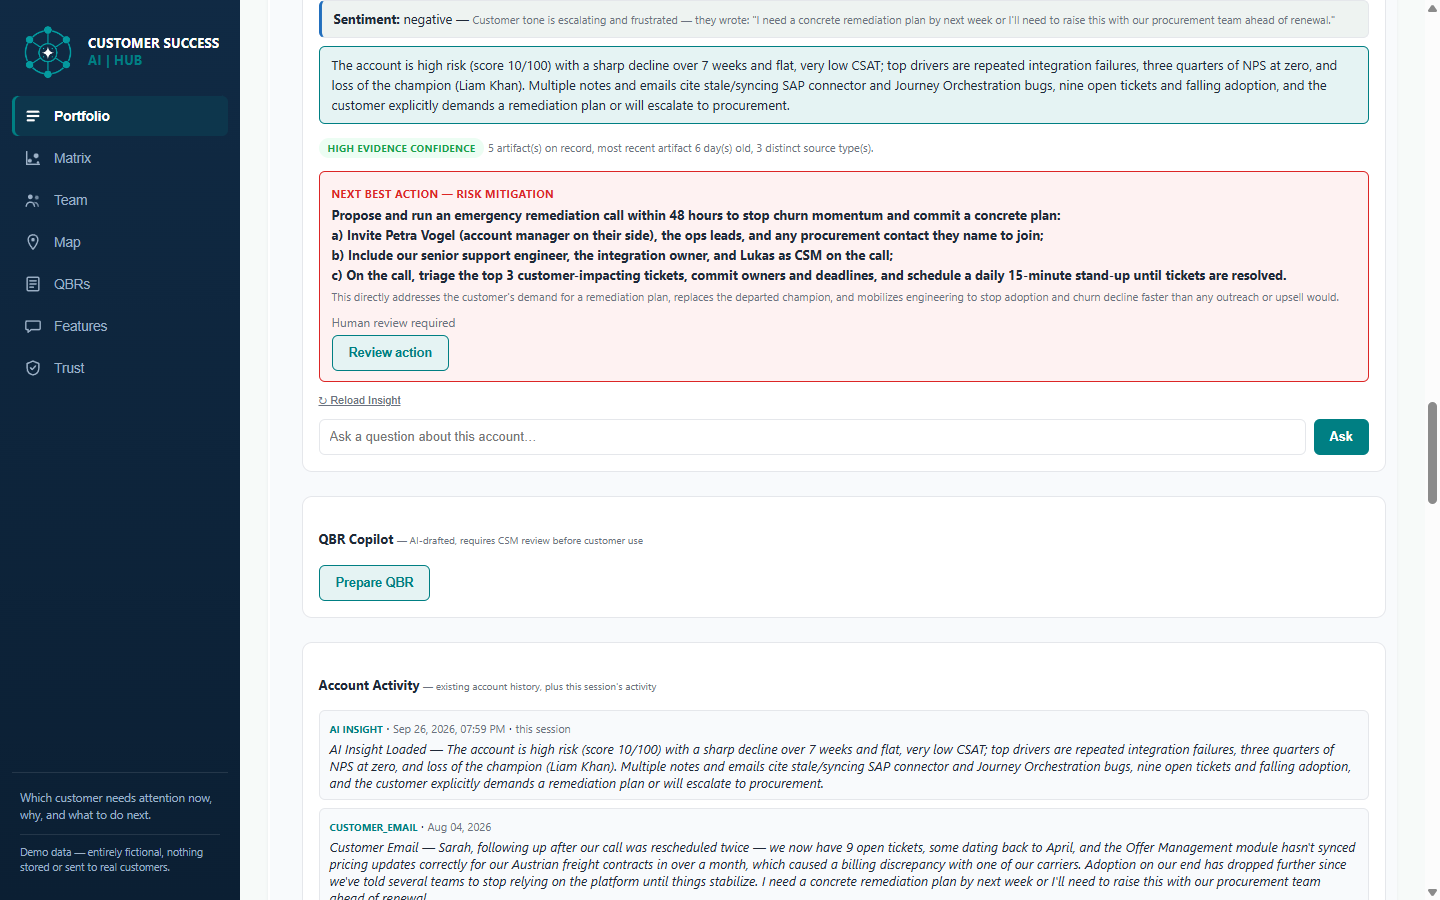 CUSTOMER SUCCESS
AI | HUB
Portfolio
Matrix
Team
Map
QBRs
Features
Trust
Which customer needs attention now,
why, and what to do next.
Demo data — entirely fictional, nothing
stored or sent to real customers.
Sentiment: negative — Customer tone is escalating and frustrated — they wrote: "I need a concrete remediation plan by next week or I'll need to raise this with our procurement team ahead of renewal."
The account is high risk (score 10/100) with a sharp decline over 7 weeks and flat, very low CSAT; top drivers are repeated integration failures, three quarters of NPS at zero, and
loss of the champion (Liam Khan). Multiple notes and emails cite stale/syncing SAP connector and Journey Orchestration bugs, nine open tickets and falling adoption, and the
customer explicitly demands a remediation plan or will escalate to procurement.
HIGH EVIDENCE CONFIDENCE 5 artifact(s) on record, most recent artifact 6 day(s) old, 3 distinct source type(s).
NEXT BEST ACTION — RISK MITIGATION
Propose and run an emergency remediation call within 48 hours to stop churn momentum and commit a concrete plan:
a) Invite Petra Vogel (account manager on their side), the ops leads, and any procurement contact they name to join;
b) Include our senior support engineer, the integration owner, and Lukas as CSM on the call;
c) On the call, triage the top 3 customer-impacting tickets, commit owners and deadlines, and schedule a daily 15-minute stand-up until tickets are resolved.
This directly addresses the customer's demand for a remediation plan, replaces the departed champion, and mobilizes engineering to stop adoption and churn decline faster than any outreach or upsell would.
Human review required
Review action
↻ Reload Insight
Ask a question about this account...
Ask
QBR Copilot — AI-drafted, requires CSM review before customer use
Prepare QBR
Account Activity — existing account history, plus this session's activity
AI INSIGHT • Sep 26, 2026, 07:59 PM • this session
AI Insight Loaded — The account is high risk (score 10/100) with a sharp decline over 7 weeks and flat, very low CSAT; top drivers are repeated integration failures, three quarters of
NPS at zero, and loss of the champion (Liam Khan). Multiple notes and emails cite stale/syncing SAP connector and Journey Orchestration bugs, nine open tickets and falling adoption,
and the customer explicitly demands a remediation plan or will escalate to procurement.
CUSTOMER_EMAIL • Aug 04, 2026
Customer Email — Sarah, following up after our call was rescheduled twice — we now have 9 open tickets, some dating back to April, and the Offer Management module hasn't synced
pricing updates correctly for our Austrian freight contracts in over a month, which caused a billing discrepancy with one of our carriers. Adoption on our end has dropped further since
we've told several teams to stop relying on the platform until things stabilize. I need a concrete remediation plan by next week or I'll need to raise this with our procurement team
ahead of renewal.